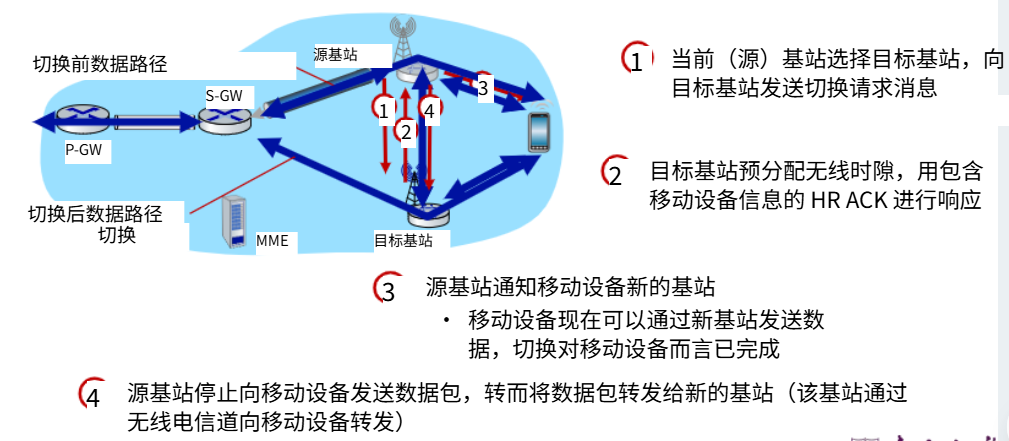 切换前数据路径
源基站
S-GW
P-GW
1
2
4
3
切换后数据路径
切换
MME
目标基站
1 当前（源）基站选择目标基站，向
目标基站发送切换请求消息
2 目标基站预分配无线时隙，用包含
移动设备信息的 HR ACK 进行响应
3 源基站通知移动设备新的基站
• 移动设备现在可以通过新基站发送数
据，切换对移动设备而言已完成
4 源基站停止向移动设备发送数据包，转而将数据包转发给新的基站（该基站通过
无线电信道向移动设备转发）